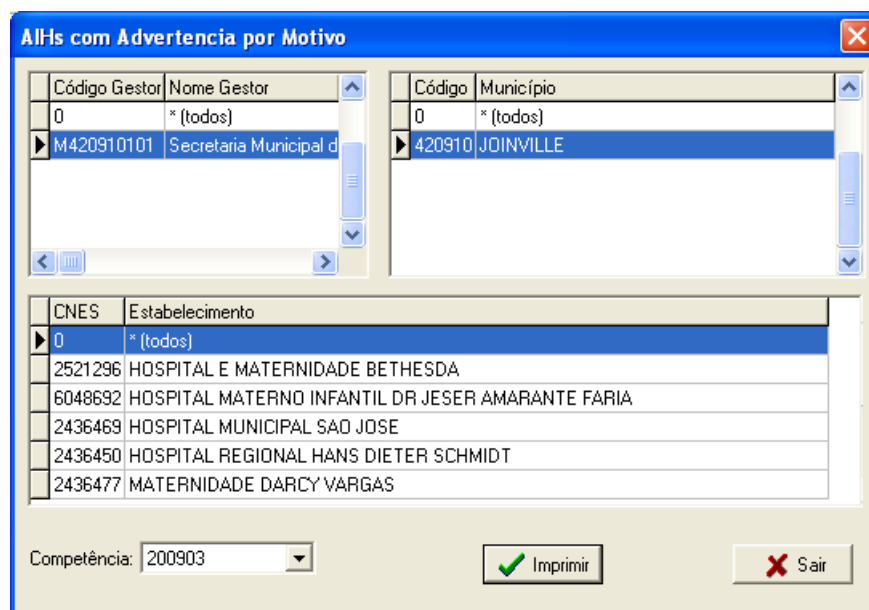 AIHs com Advertencia por Motivo
Código Gestor Nome Gestor
0 * (todos)
M420910101 Secretaria Municipal d
Código Município
0 * (todos)
420910 JOINVILLE
CNES Estabelecimento
0 * (todos)
2521296 HOSPITAL E MATERNIDADE BETHESDA
6048692 HOSPITAL MATERNO INFANTIL DR JESER AMARANTE FARIA
2436469 HOSPITAL MUNICIPAL SAO JOSE
2436450 HOSPITAL REGIONAL HANS DIETER SCHMIDT
2436477 MATERNIDADE DARCY VARGAS
Competência: 200903 Imprimir Sair